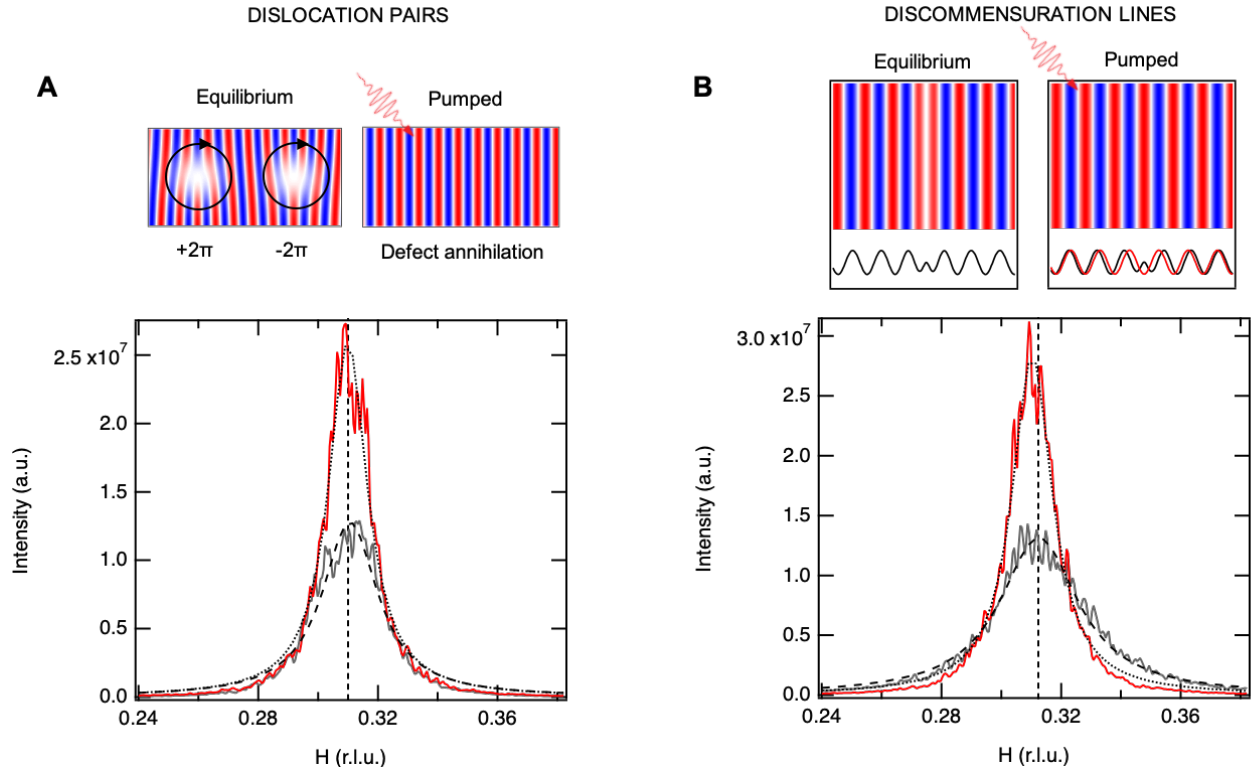 DISLOCATION PAIRS
A
Equilibrium
Pumped
+2π
-2π
Defect annihilation
2.5 x10⁷
2.0
1.5
1.0
0.5
0.0
Intensity (a.u.)
0.24
0.28
0.32
0.36
H (r.l.u.)
DISCOMMENSURATION LINES
B
Equilibrium
Pumped
3.0 x10⁷
2.5
2.0
1.5
1.0
0.5
0.0
Intensity (a.u.)
0.24
0.28
0.32
0.36
H (r.l.u.)